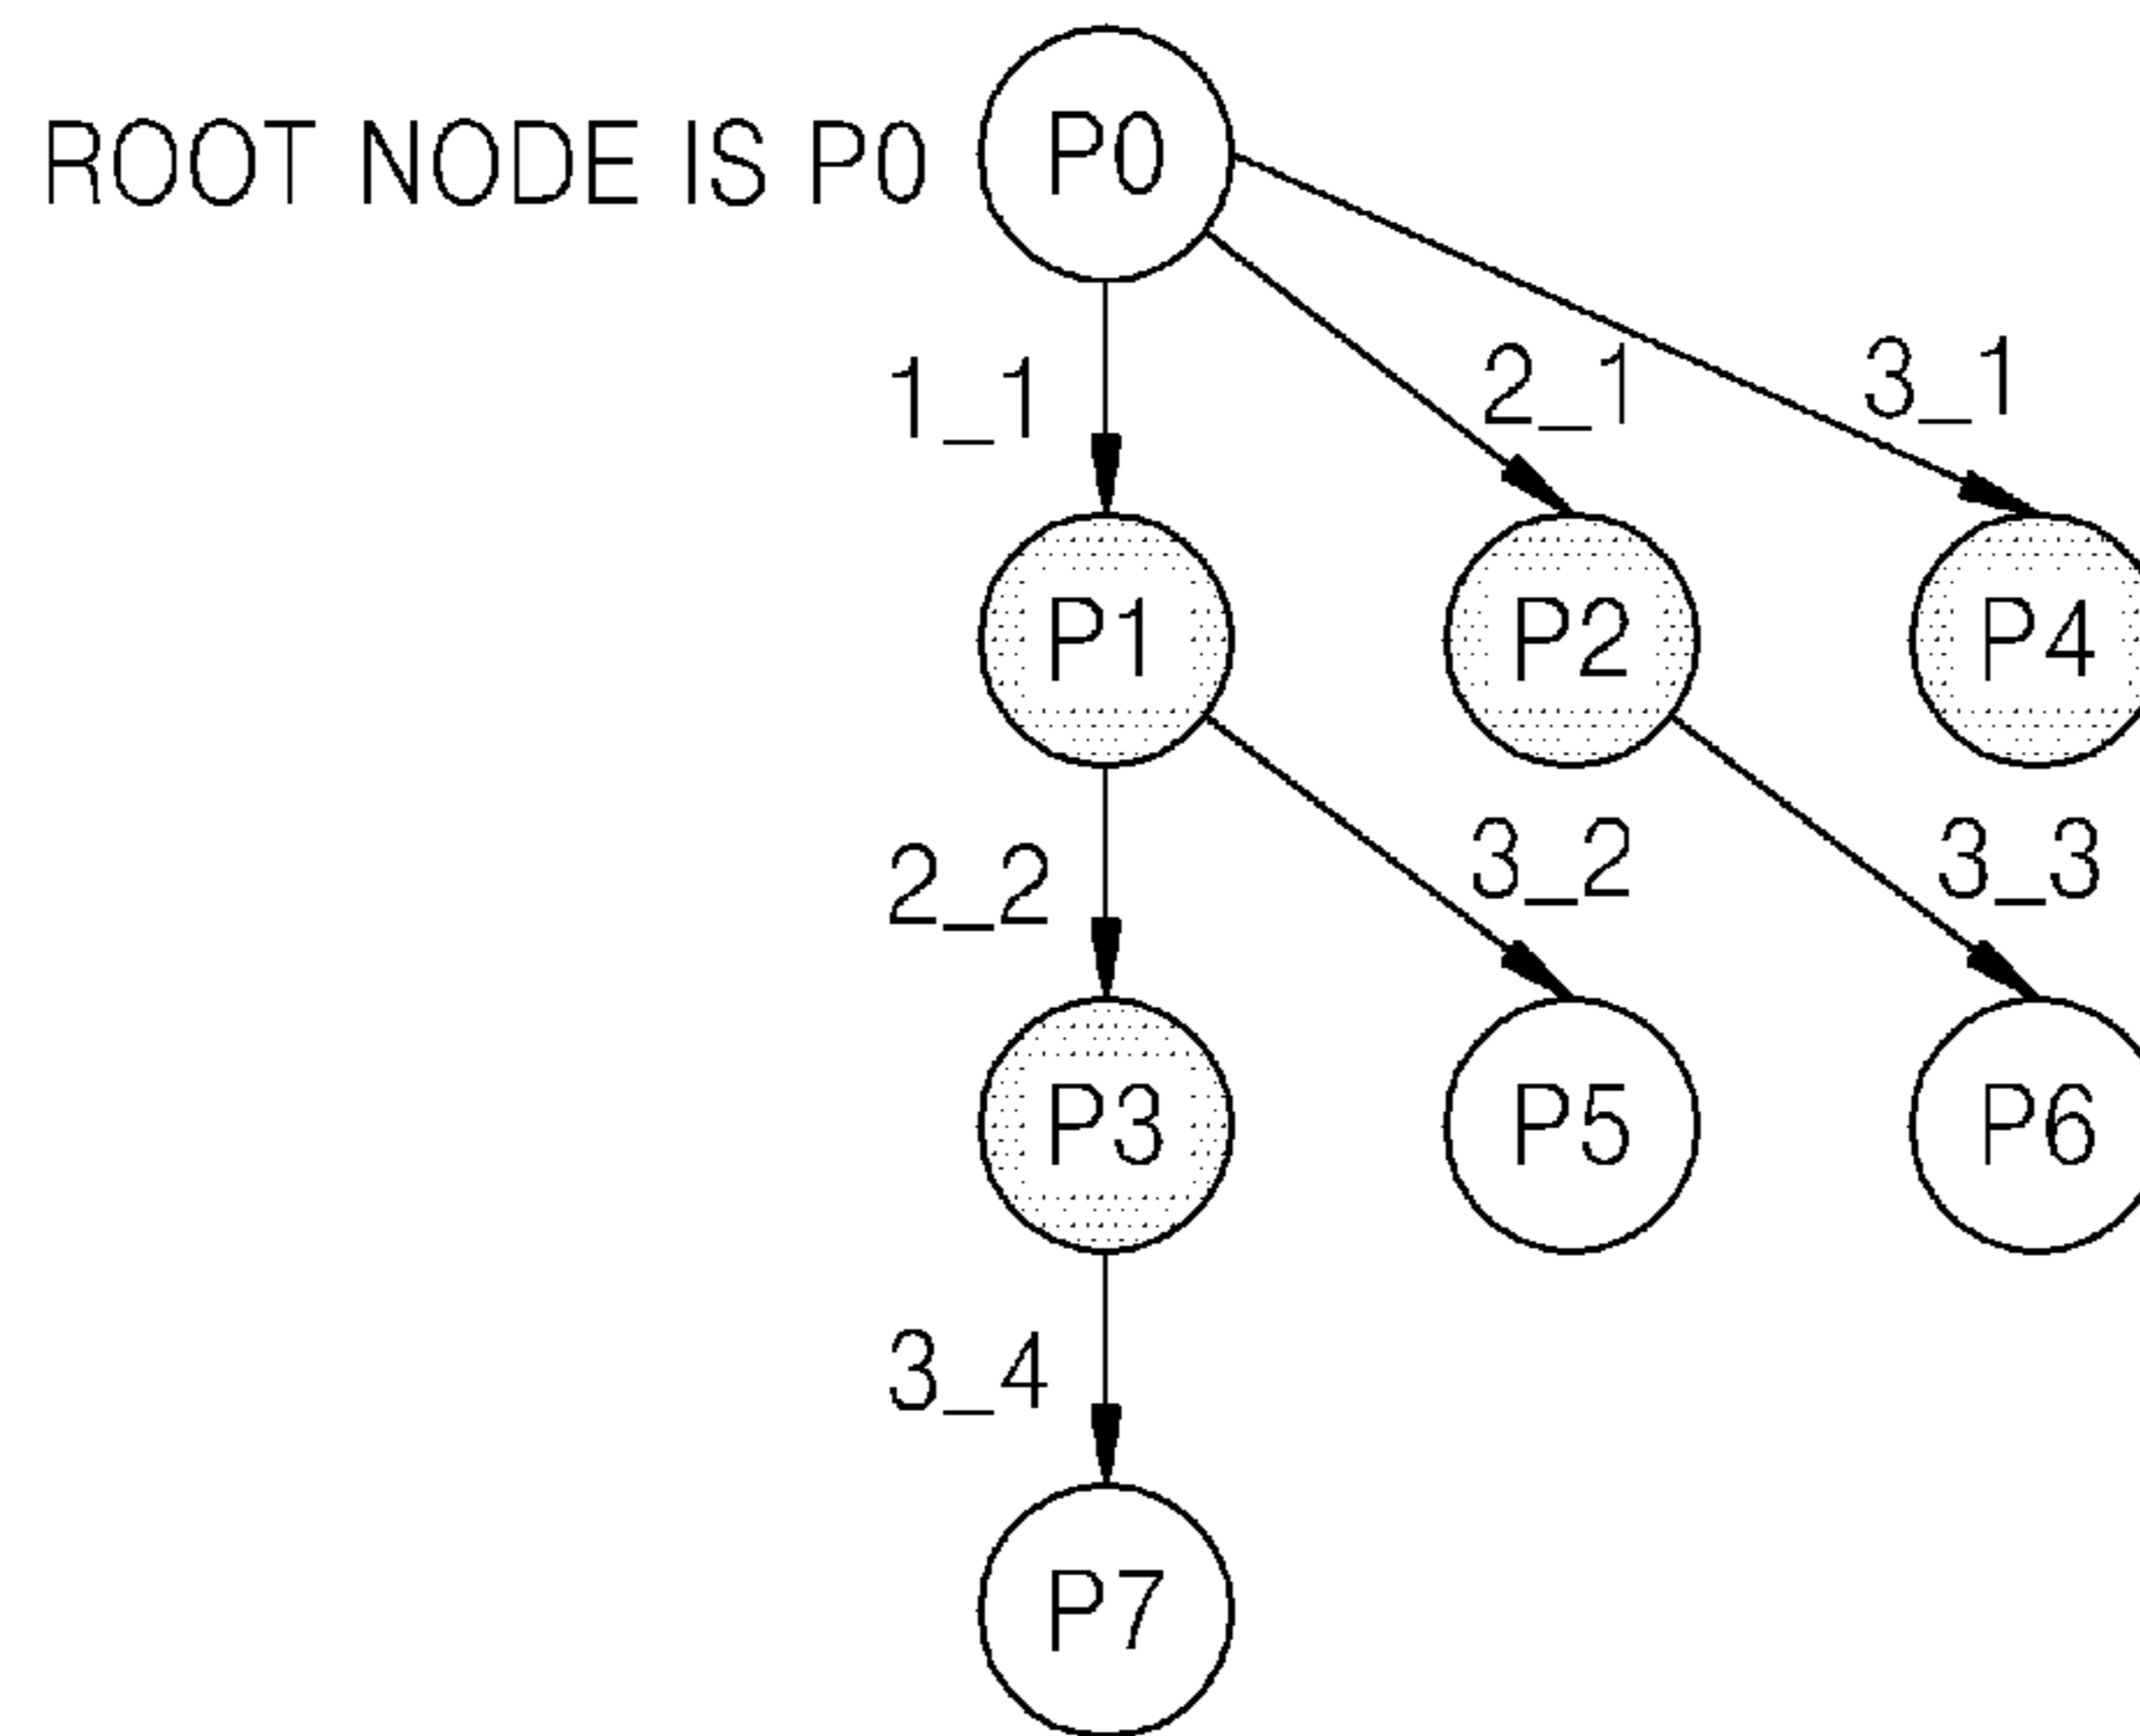 ROOT NODE IS P0
P0
1_1
2_1
3_1
P1
P2
P4
2_2
3_2
3_3
P3
P5
P6
3_4
P7